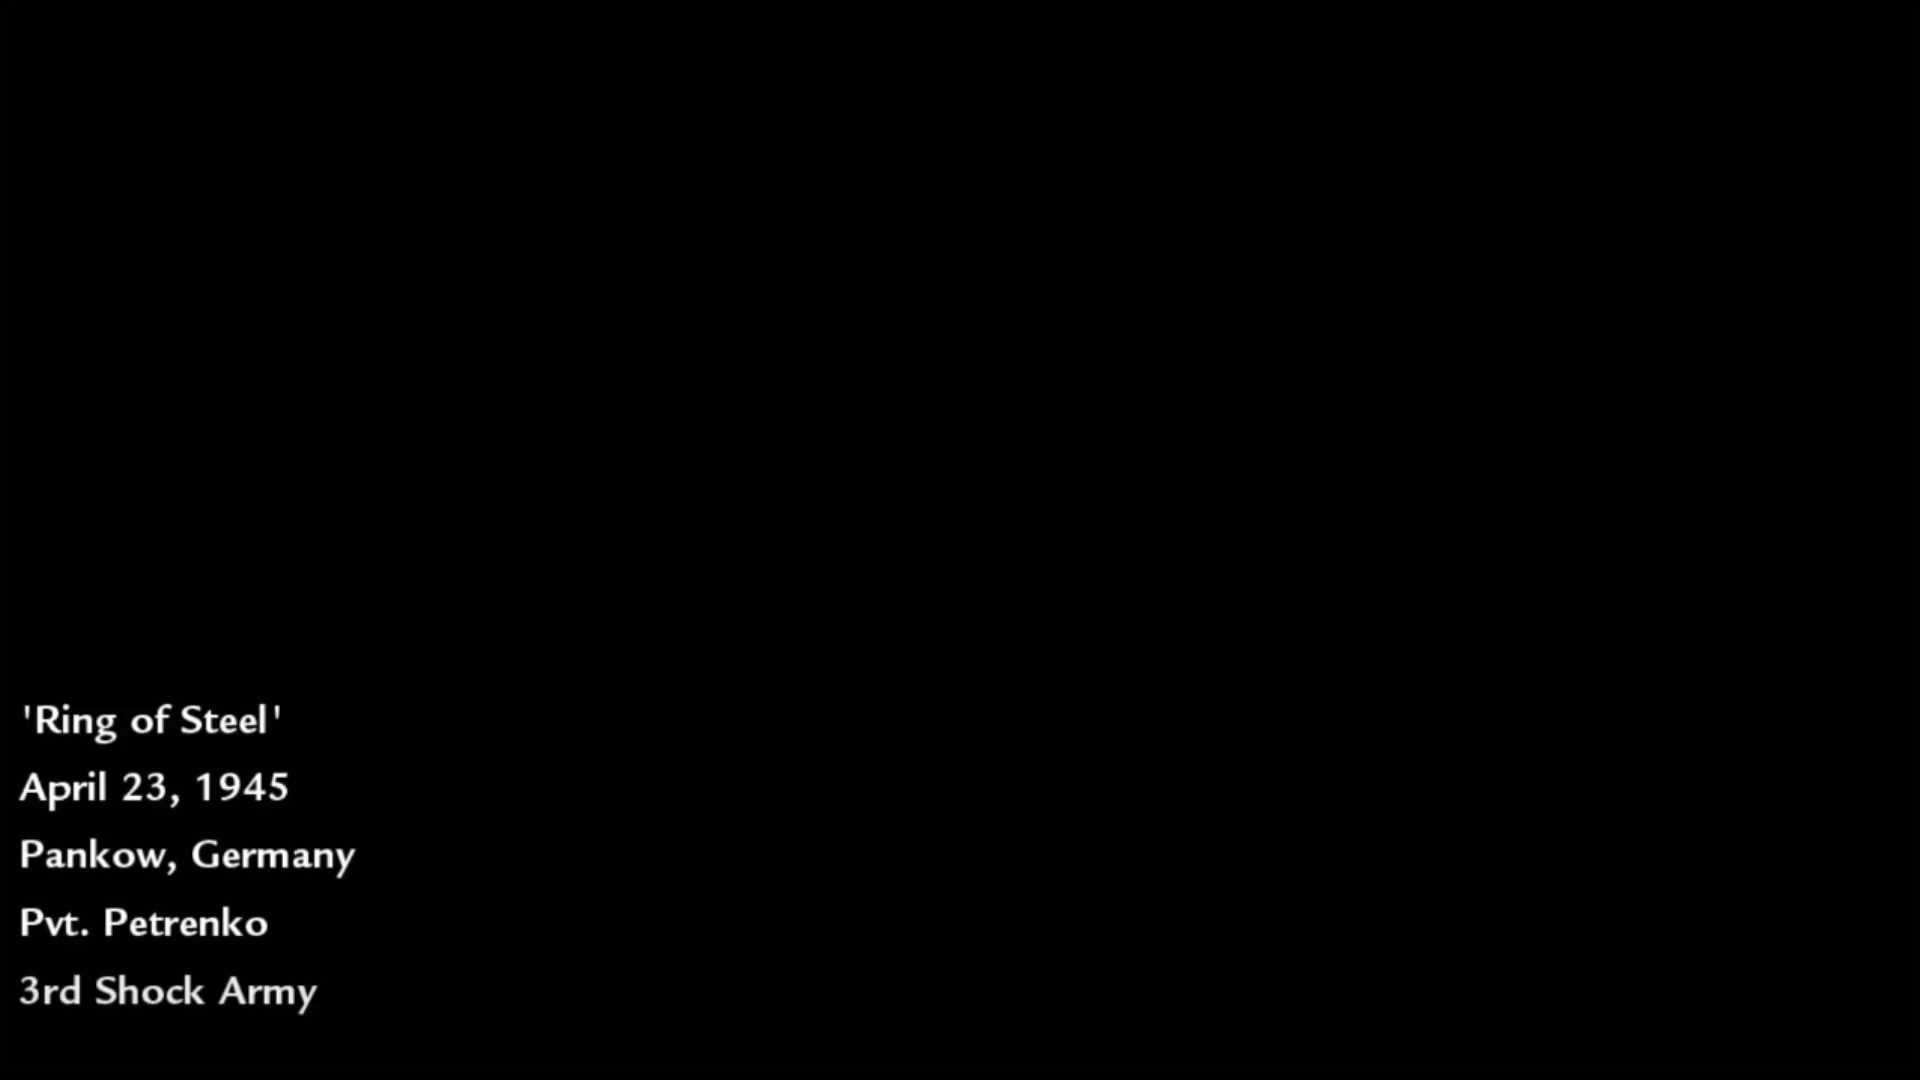 'Ring of Steel'
April 23, 1945
Pankow, Germany
Pvt. Petrenko
3rd Shock Army